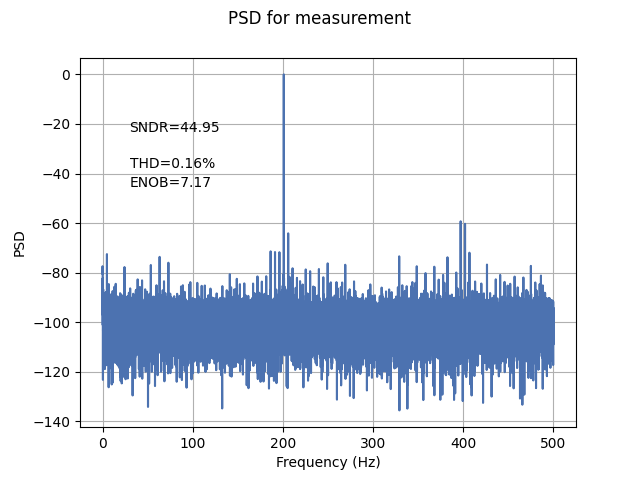 PSD for measurement
0
−20
−40
−60
−80
−100
−120
−140
PSD
SNDR=44.95
THD=0.16%
ENOB=7.17
0
100
200
300
400
500
Frequency (Hz)